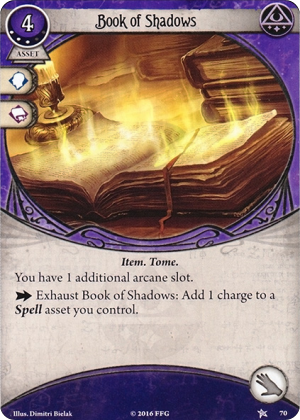 4
Book of Shadows
ASSET
Item. Tome.
You have 1 additional arcane slot.
Exhaust Book of Shadows: Add 1 charge to a
Spell asset you control.
Illus. Dimitri Bielak
© 2016 FFG
70